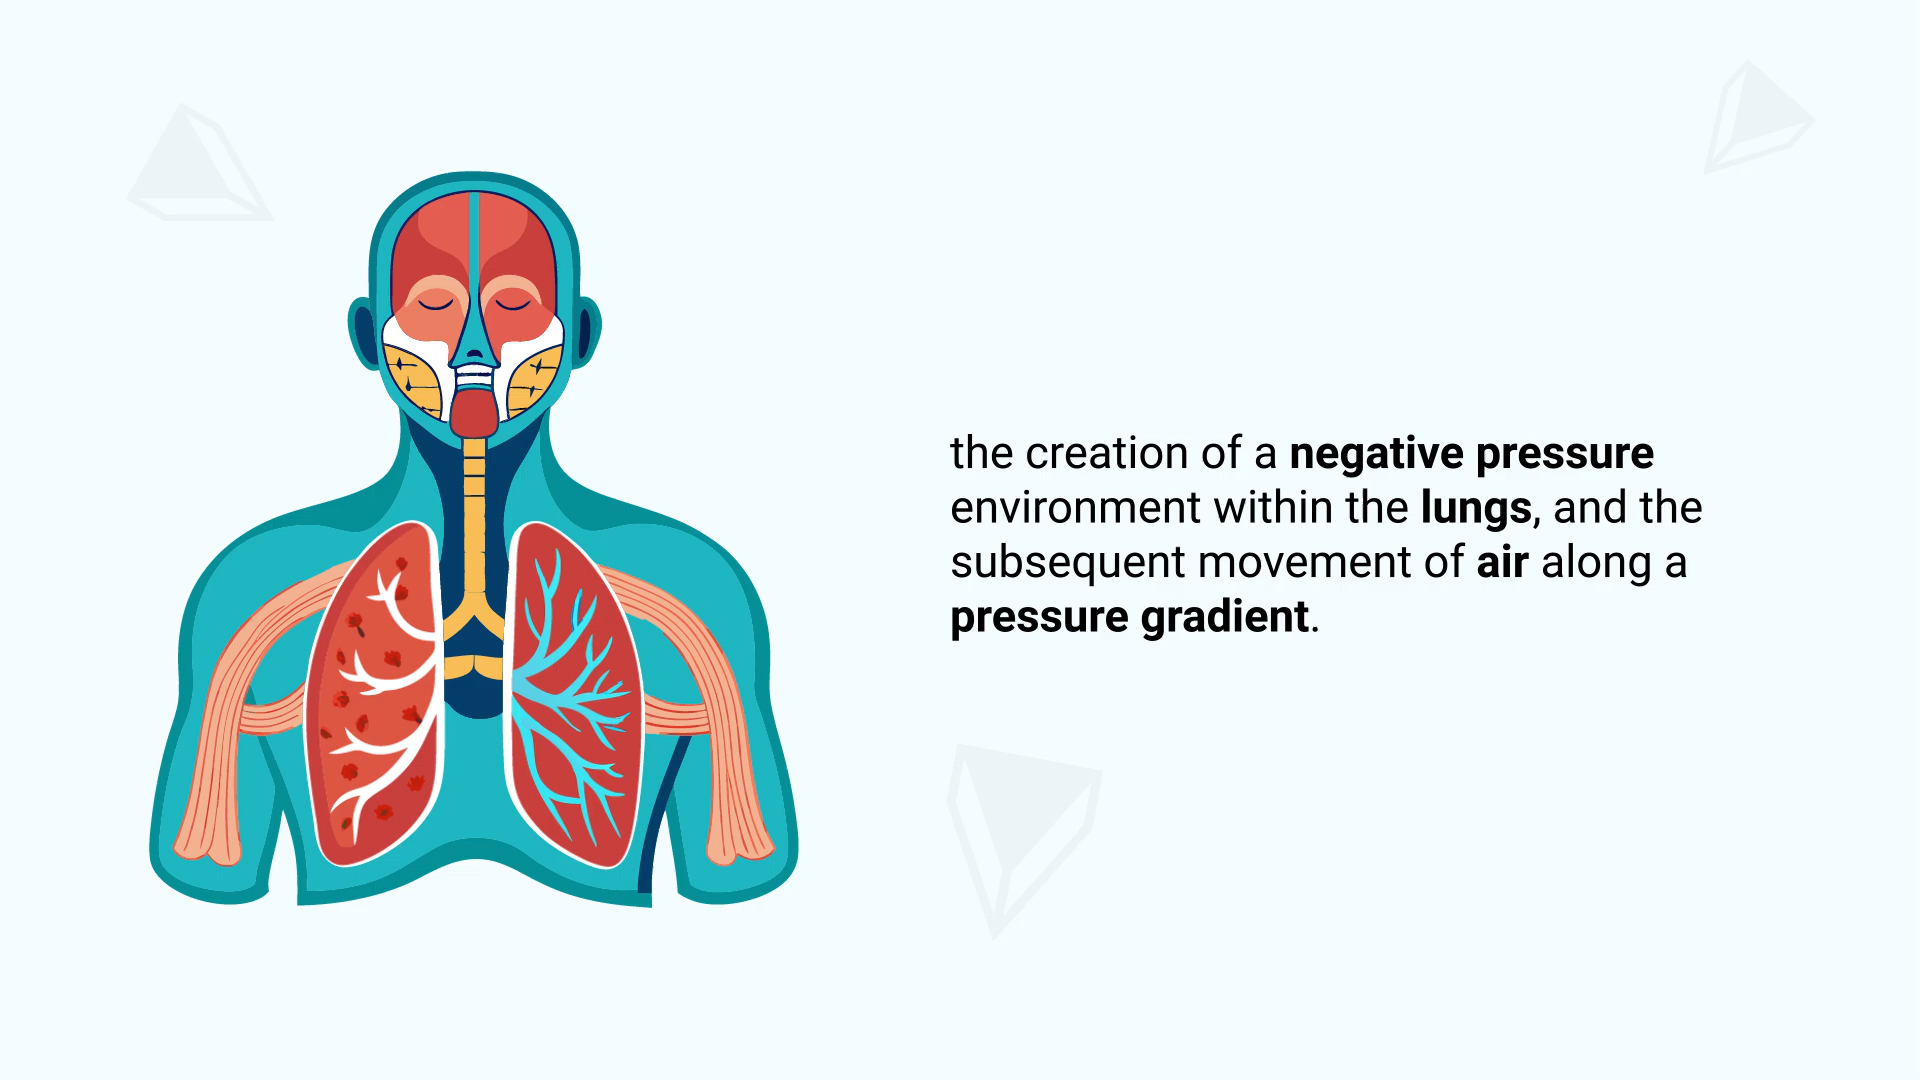 the creation of a negative pressure
environment within the lungs, and the
subsequent movement of air along a
pressure gradient.